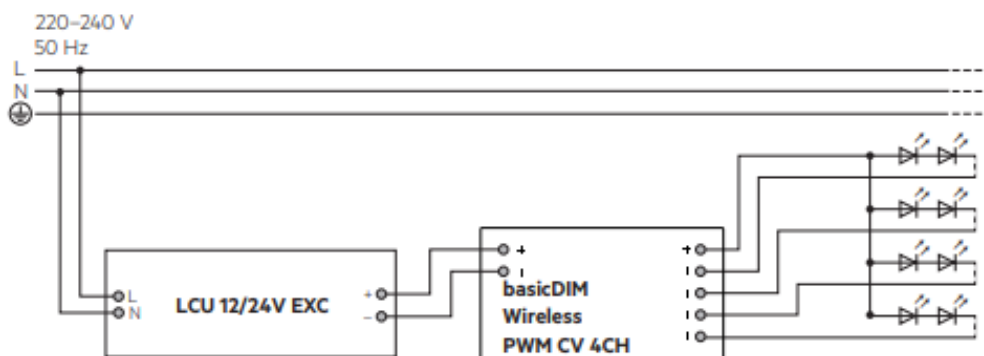 220–240 V
50 Hz
L
N
L
N
LCU 12/24V EXC
+
–
+
-
basicDIM
Wireless
PWM CV 4CH
+
-
-
-
-